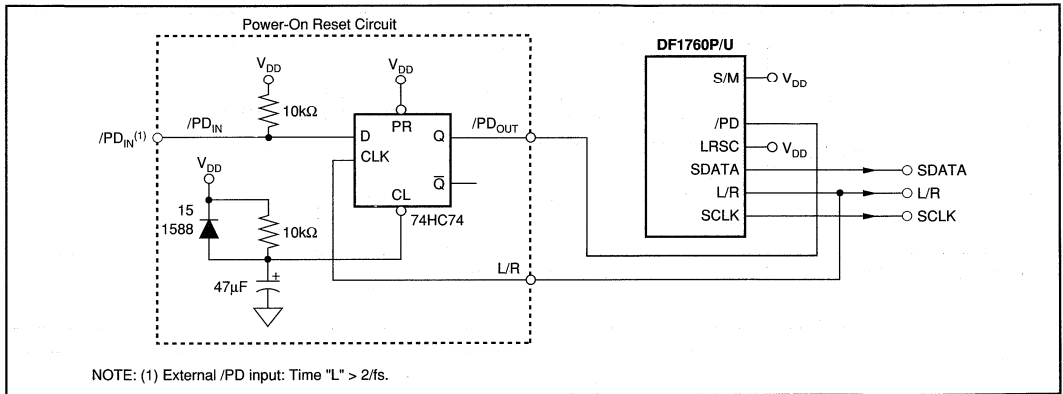 Power-On Reset Circuit
DF1760P/U
V_DD
V_DD
S/M
V_DD
10kΩ
/PD_IN(1)
/PD_IN
D
PR
Q
/PD_OUT
/PD
CLK
LRSC
V_DD
V_DD
Q̅
SDATA
SDATA
CL
L/R
L/R
15
1588
10kΩ
74HC74
SCLK
SCLK
L/R
47µF
+
NOTE: (1) External /PD input: Time "L" > 2/fs.